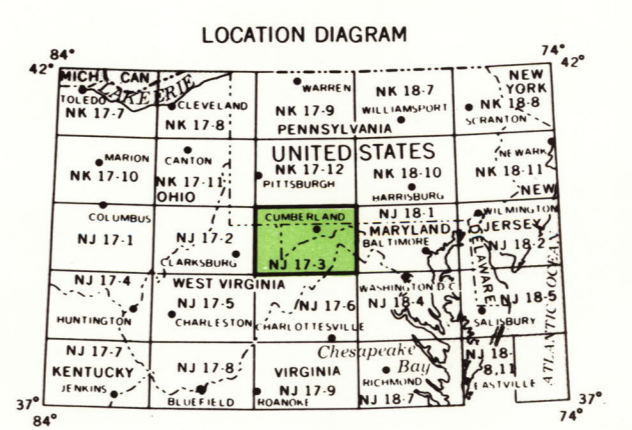 LOCATION DIAGRAM
84°
74°
42°
42°
MICH. CAN
LAKE ERIE
TOLEDO
NK 17-7
CLEVELAND
NK 17-8
WARREN
NK 17-9
PENNSYLVANIA
NK 18-7
WILLIAMSPORT
NEW YORK
NK 18-8
SCRANTON
MARION
NK 17-10
CANTON
NK 17-11
OHIO
UNITED STATES
NK 17-12
PITTSBURGH
NK 18-10
HARRISBURG
NEWARK
NK 18-11
NEW
JERSEY
COLUMBUS
NJ 17-1
NJ 17-2
CLARKSBURG
CUMBERLAND
NJ 17-3
NJ 18-1
MARYLAND
BALTIMORE
WILMINGTON
NJ 18-2
DELAWARE
NJ 17-4
HUNTINGTON
WEST VIRGINIA
NJ 17-5
CHARLESTON
NJ 17-6
CHARLOTTESVILLE
WASHINGTON D.C.
NJ 18-4
NJ 18-5
SALISBURY
ATLANTIC OCEAN
NJ 17-7
KENTUCKY
JENKINS
NJ 17-8
BLUEFIELD
VIRGINIA
NJ 17-9
ROANOKE
Chesapeake
Bay
RICHMOND
NJ 18-7
NJ 18-
8,11
EASTVILLE
37°
37°
84°
74°